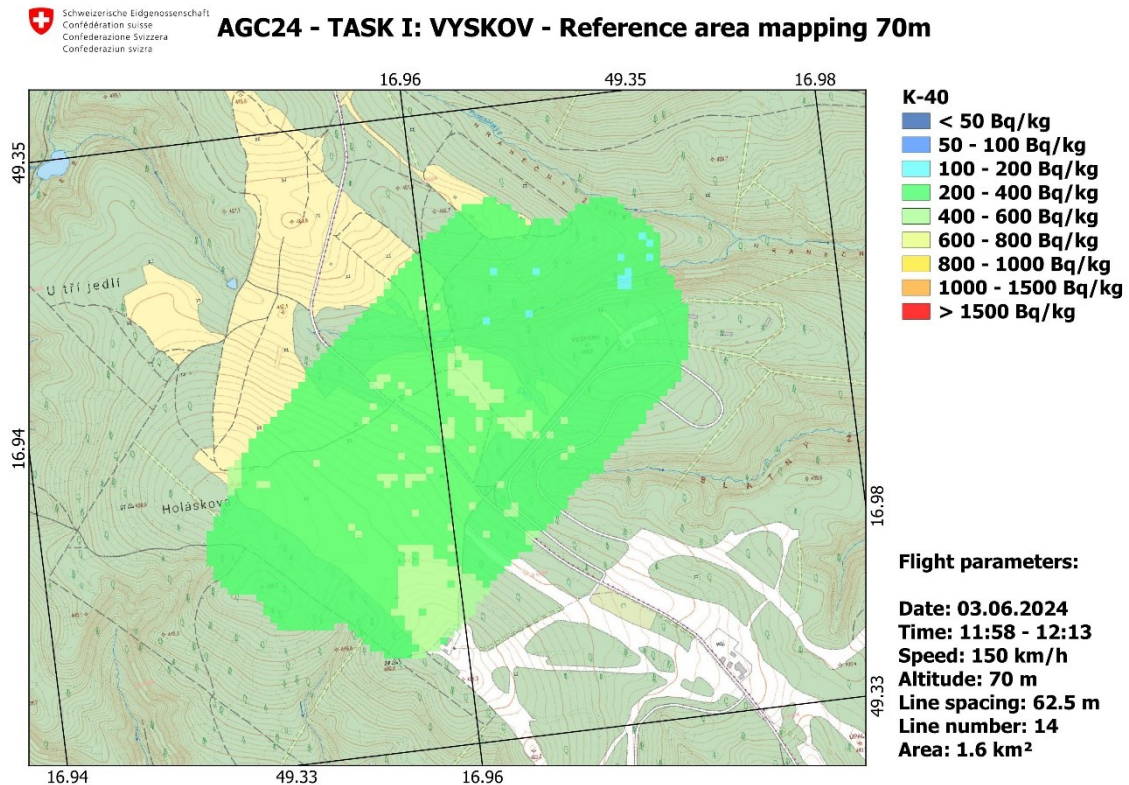 Schweizerische Eidgenossenschaft
Confédération suisse
Confederazione Svizzera
Confederaziun svizra
AGC24 - TASK I: VYSKOV - Reference area mapping 70m
16.96
49.35
16.98
49.35
16.94
16.98
49.33
16.94
49.33
16.96
U tří jedlí
Holáskova
K-40
< 50 Bq/kg
50 - 100 Bq/kg
100 - 200 Bq/kg
200 - 400 Bq/kg
400 - 600 Bq/kg
600 - 800 Bq/kg
800 - 1000 Bq/kg
1000 - 1500 Bq/kg
> 1500 Bq/kg
Flight parameters:
Date: 03.06.2024
Time: 11:58 - 12:13
Speed: 150 km/h
Altitude: 70 m
Line spacing: 62.5 m
Line number: 14
Area: 1.6 km²